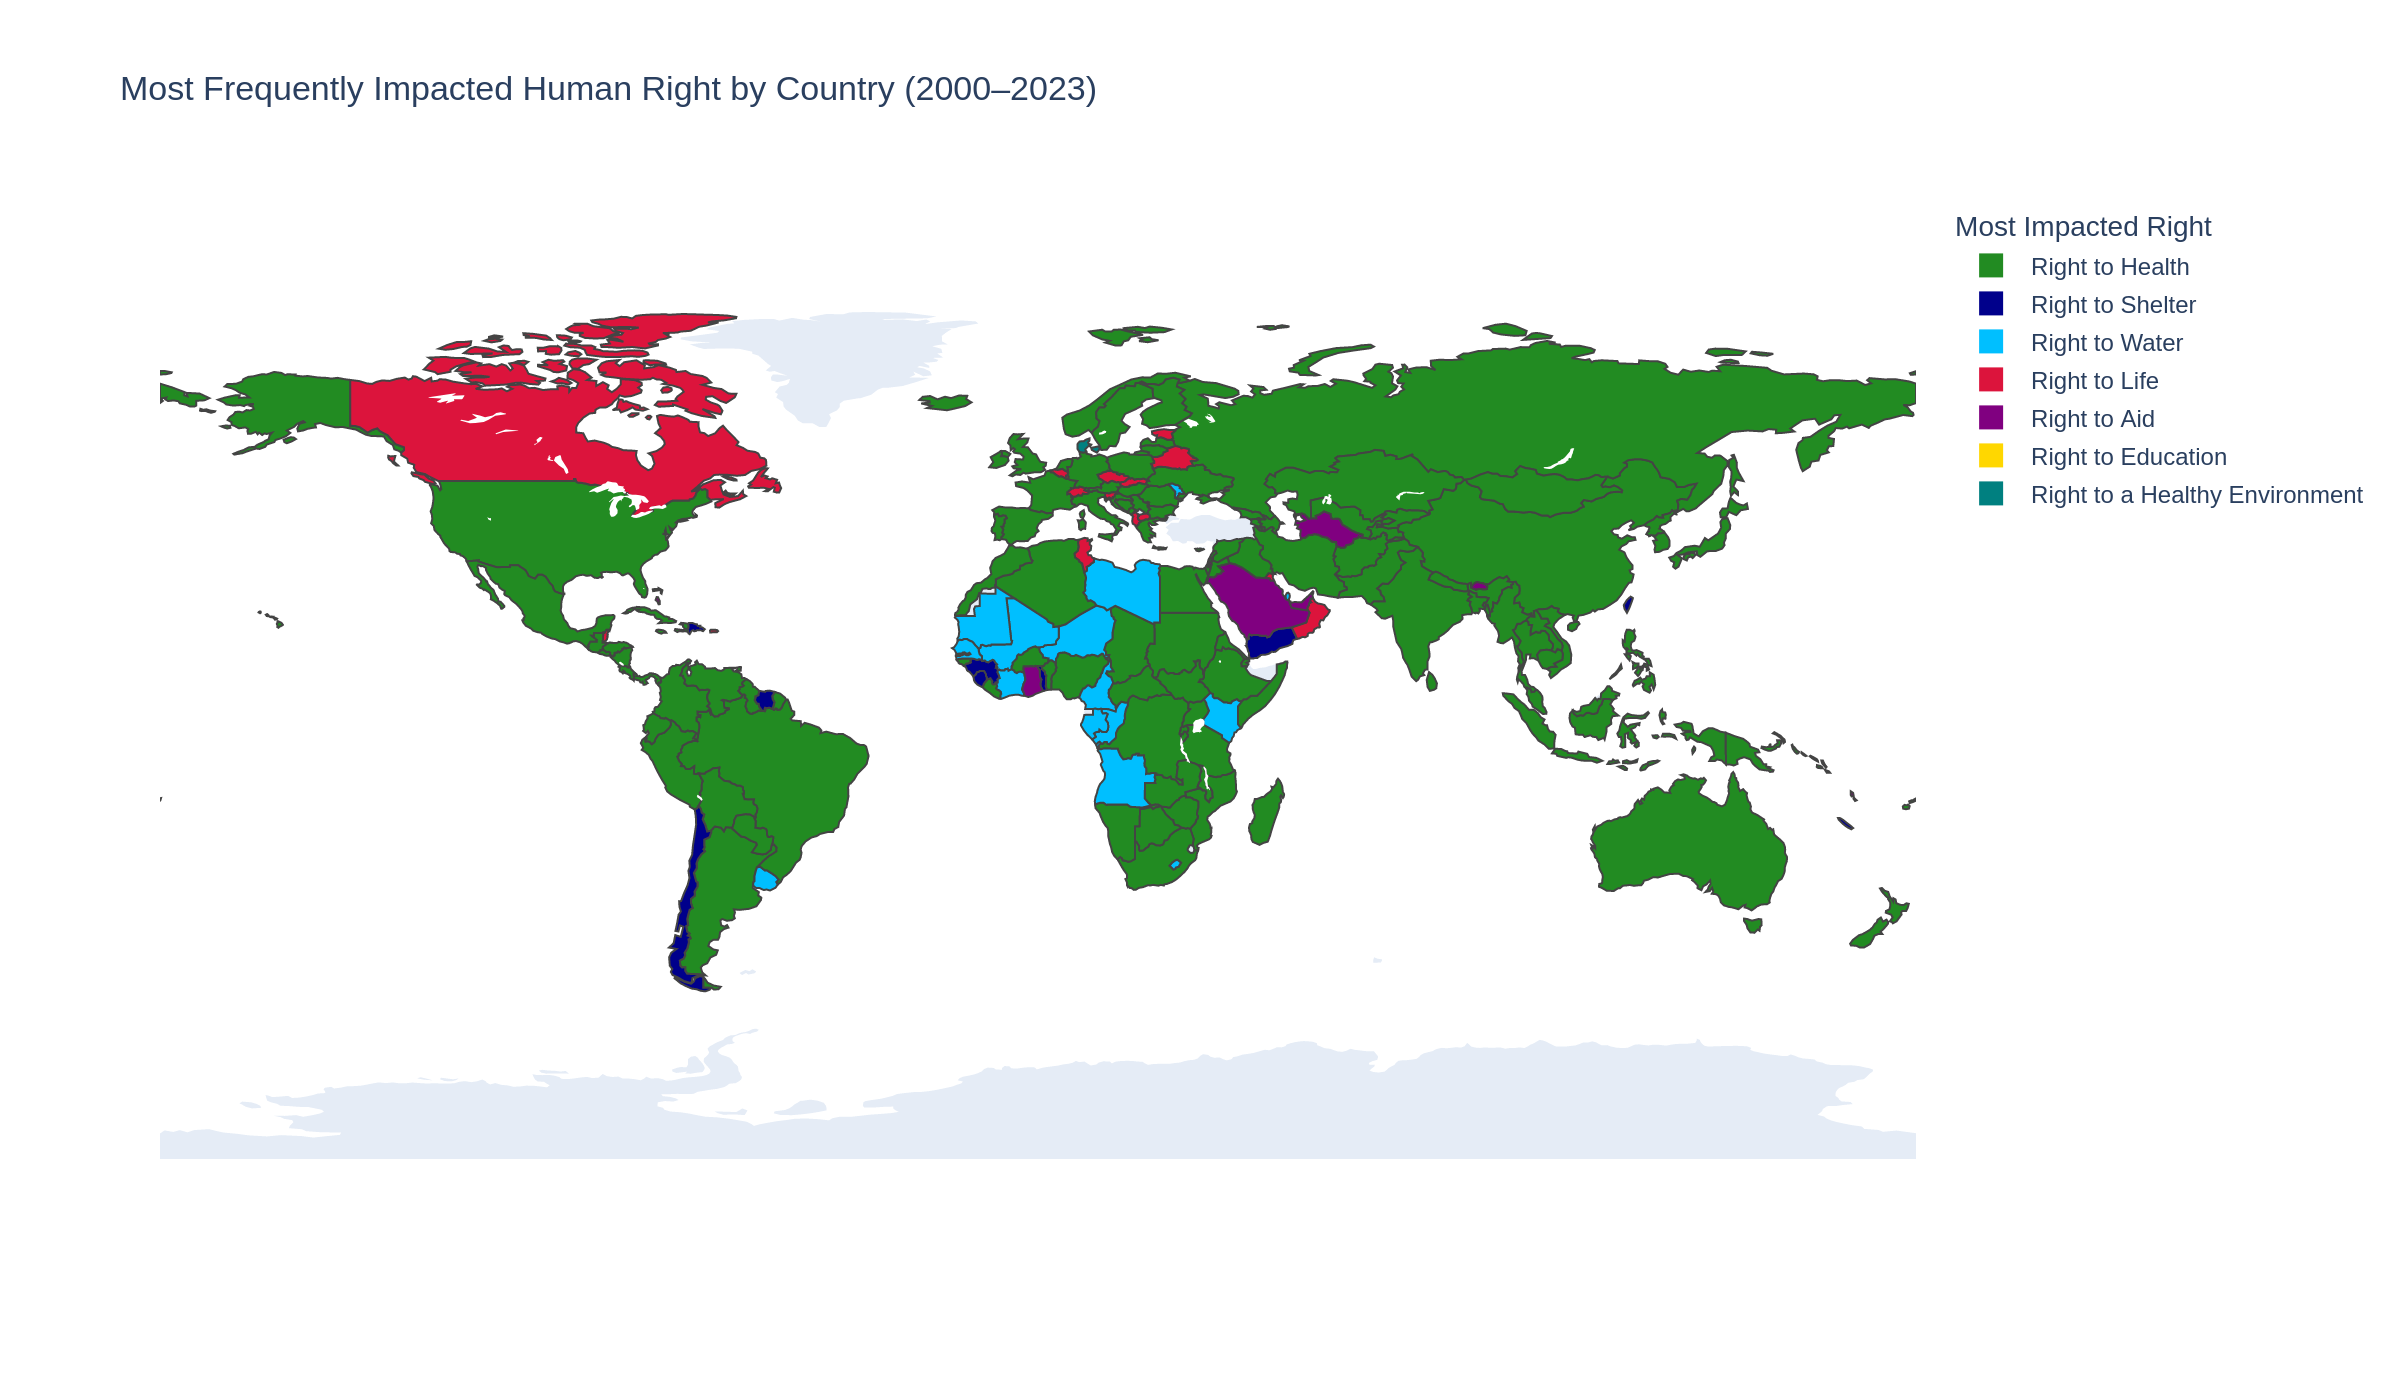 Most Frequently Impacted Human Right by Country (2000–2023)
Most Impacted Right
Right to Health
Right to Shelter
Right to Water
Right to Life
Right to Aid
Right to Education
Right to a Healthy Environment